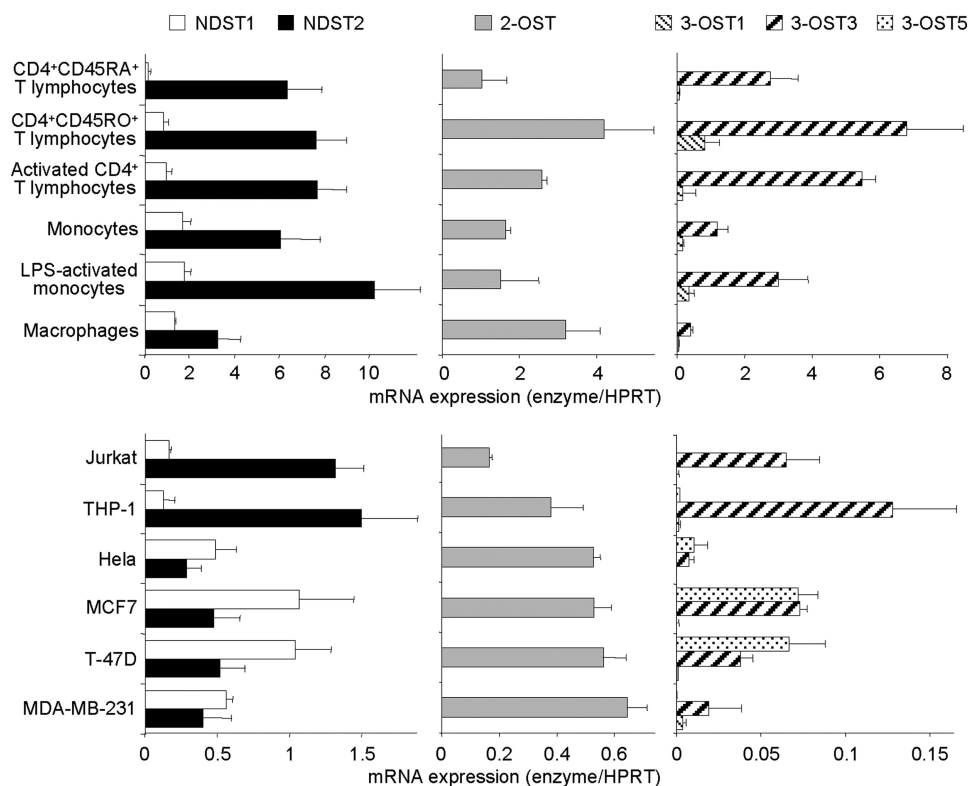 NDST1 NDST2 2-OST 3-OST1 3-OST3 3-OST5
CD4⁺CD45RA⁺
T lymphocytes
CD4⁺CD45RO⁺
T lymphocytes
Activated CD4⁺
T lymphocytes
Monocytes
LPS-activated
monocytes
Macrophages
0 2 4 6 8 10 0 2 4 0 2 4 6 8
mRNA expression (enzyme/HPRT)
Jurkat
THP-1
Hela
MCF7
T-47D
MDA-MB-231
0 0.5 1 1.5 0 0.2 0.4 0.6 0 0.05 0.1 0.15
mRNA expression (enzyme/HPRT)